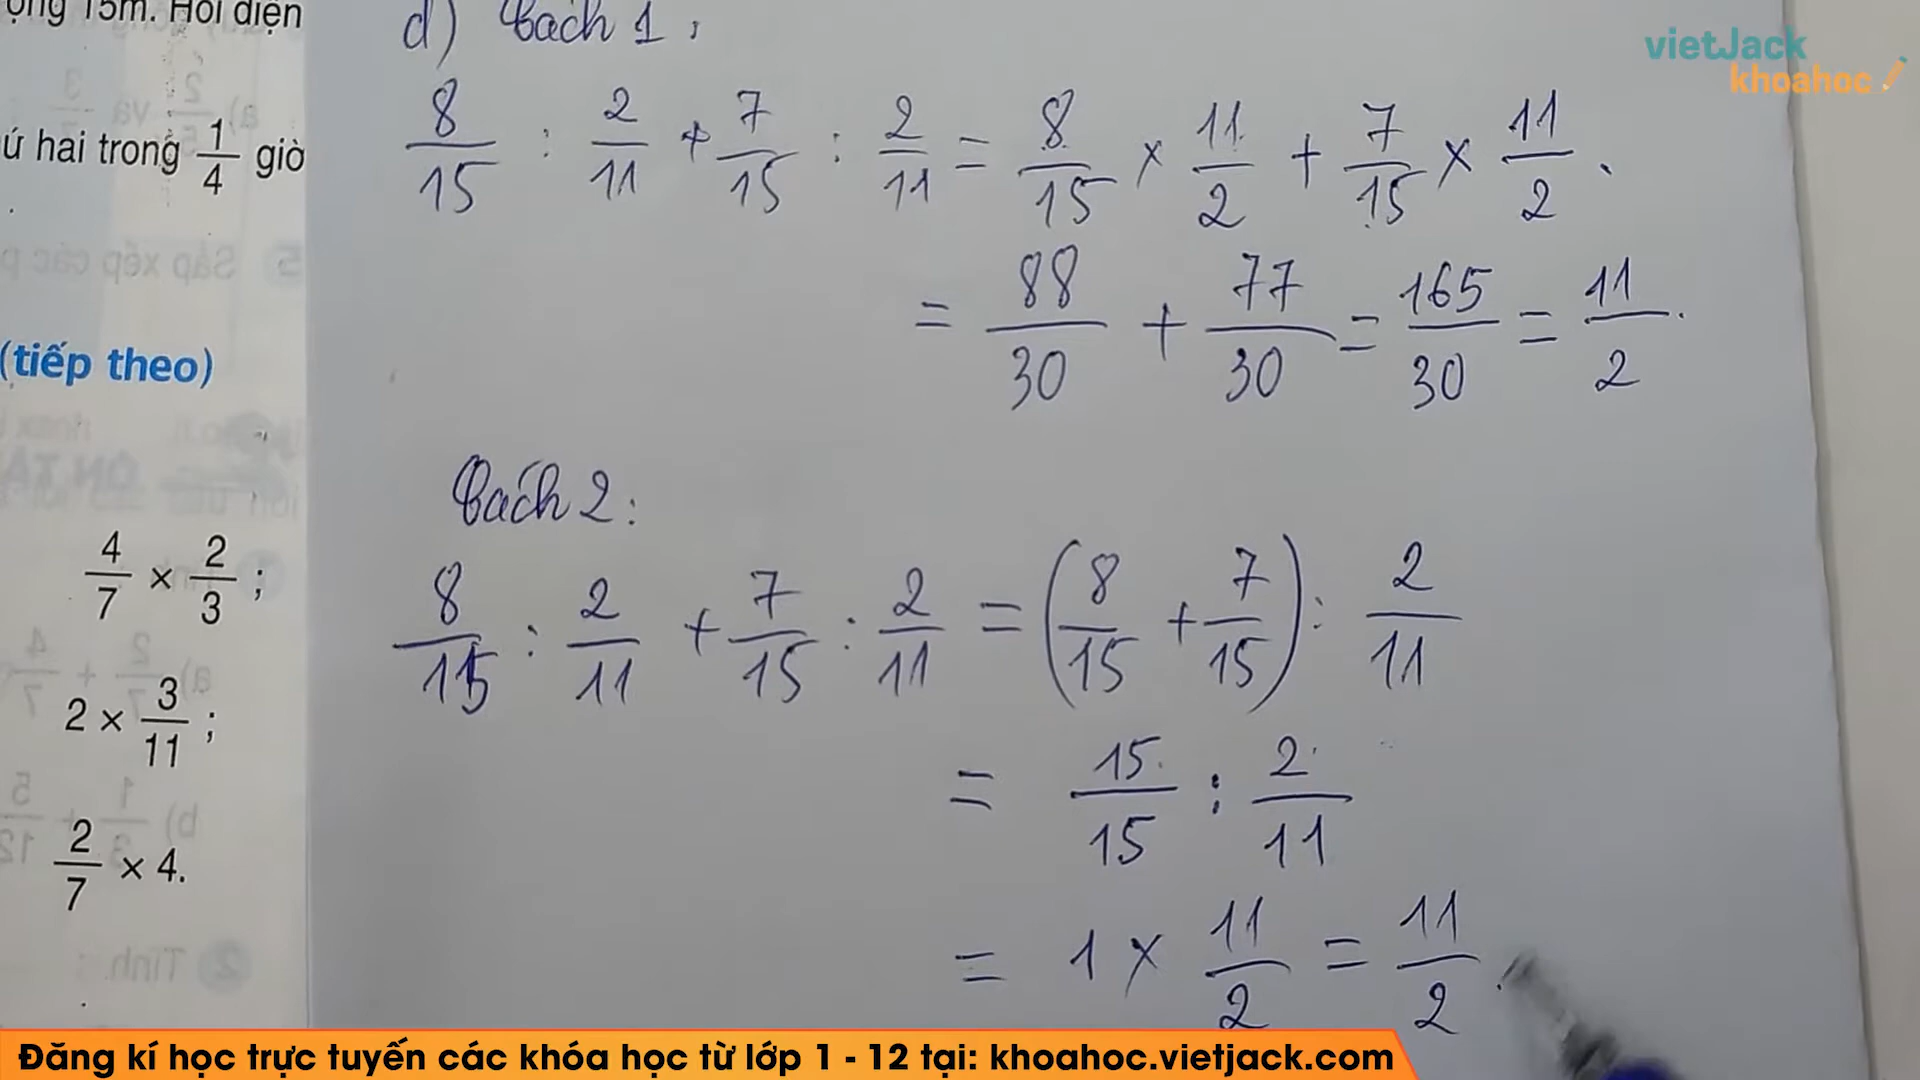 ộng 15m. Hỏi diện
ứ hai trong 1/4 giờ
(tiếp theo)
4/7 × 2/3 ;
2 × 3/11 ;
2/7 × 4.
d) Cách 1 :
8/15 : 2/11 + 7/15 : 2/11 = 8/15 × 11/2 + 7/15 × 11/2 .
= 88/30 + 77/30 = 165/30 = 11/2 .
Cách 2 :
8/15 : 2/11 + 7/15 : 2/11 = (8/15 + 7/15) : 2/11
= 15/15 : 2/11
= 1 × 11/2 = 11/2 .
vietJack
khoahoc
Đăng kí học trực tuyến các khóa học từ lớp 1 - 12 tại: khoahoc.vietjack.com